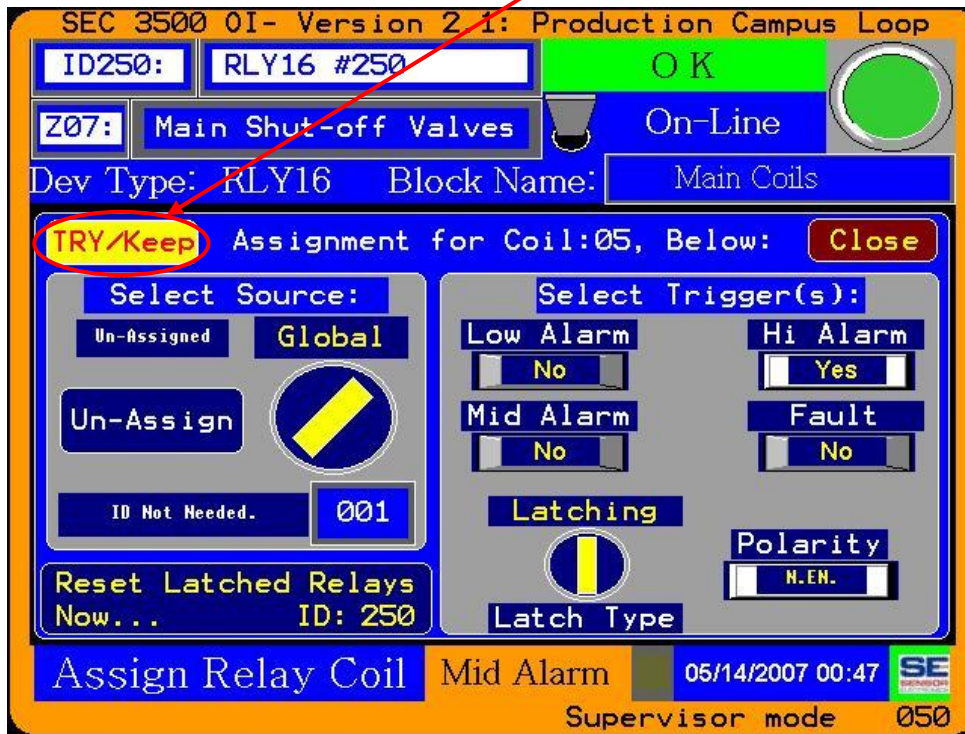 SEC 3500 OI- Version 2.1: Production Campus Loop
ID250: RLY16 #250 OK
Z07: Main Shut-off Valves On-Line
Dev Type: RLY16 Block Name: Main Coils
TRY/Keep Assignment for Coil:05, Below: Close
Select Source:
Un-Assigned Global
Un-Assign
ID Not Needed. 001
Reset Latched Relays
Now... ID: 250
Select Trigger(s):
Low Alarm Hi Alarm
No Yes
Mid Alarm Fault
No No
Latching
Polarity
N.EN.
Latch Type
Assign Relay Coil Mid Alarm 05/14/2007 00:47 SE
SENSOR
Supervisor mode 050